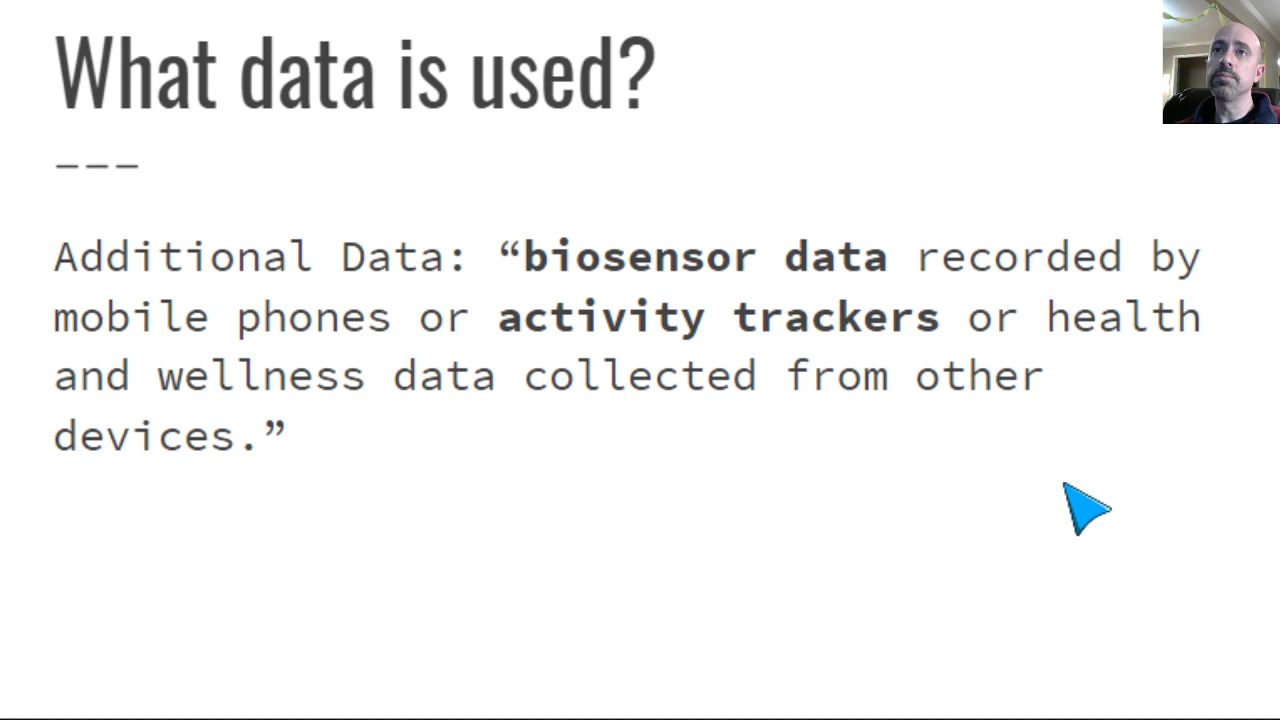 What data is used?
---
Additional Data: “biosensor data recorded by
mobile phones or activity trackers or health
and wellness data collected from other
devices.”